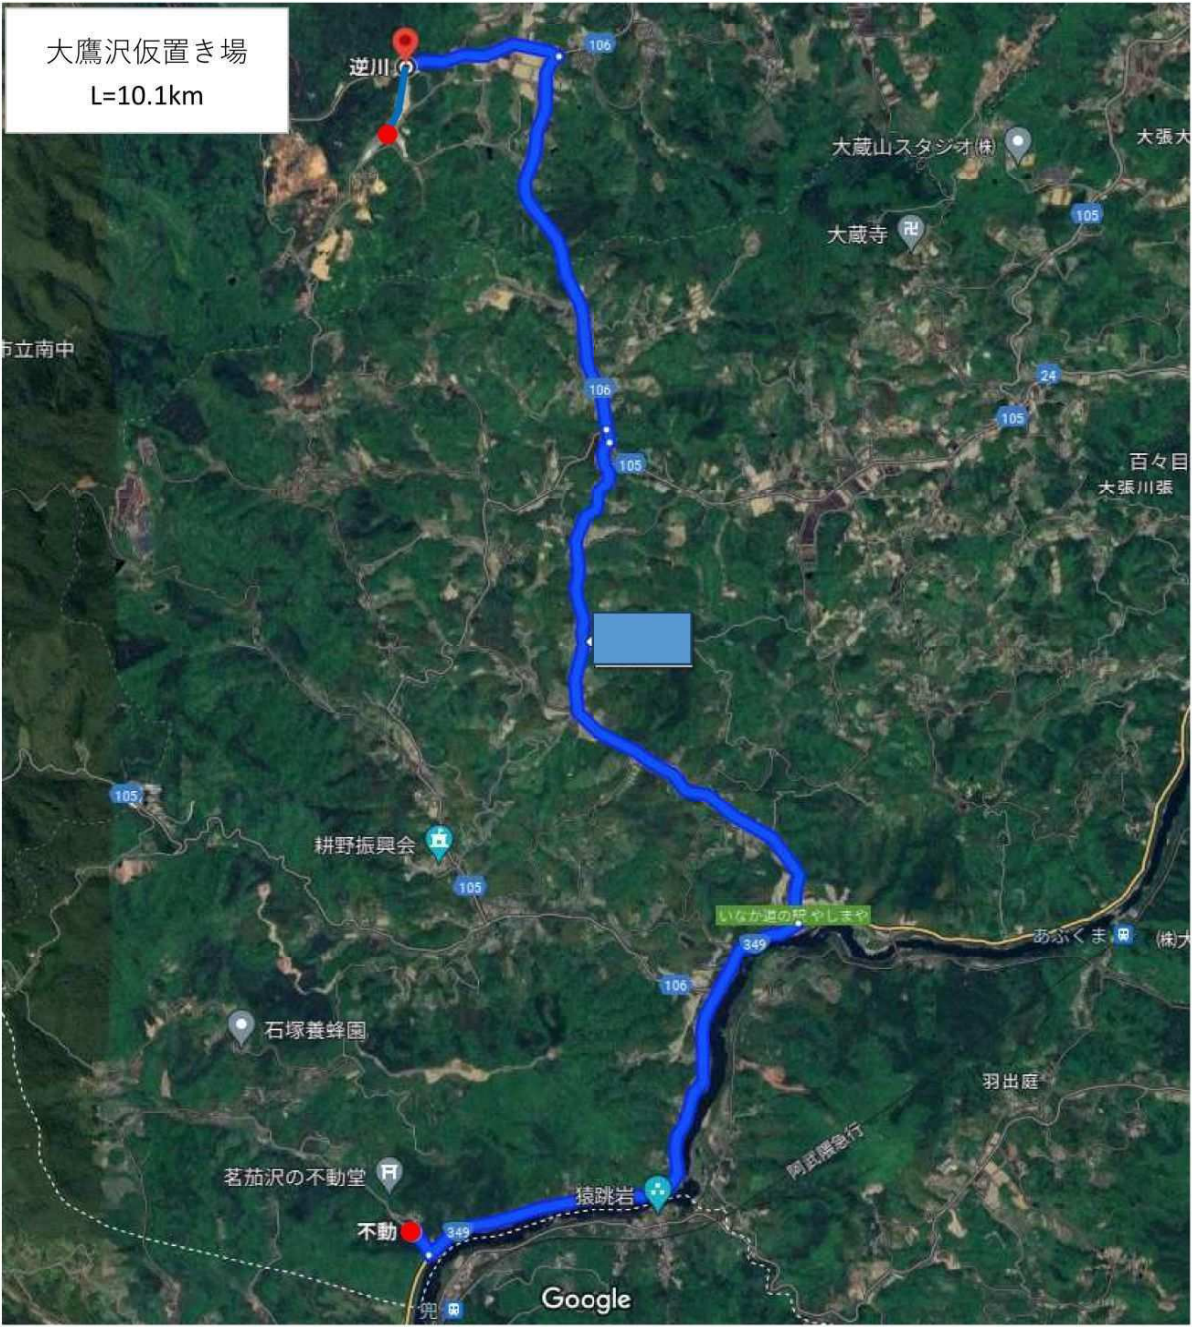 大鷹沢仮置き場
L=10.1km
逆川
106
大蔵山スタジオ㈱
大張大
105
大蔵寺
市立南中
24
106
105
105
百々目
大張川張
105
耕野振興会
105
いなか道の駅 やしまや
349
あぶくま
㈱大
106
石塚養蜂園
羽出庭
阿武隈急行
茗茄沢の不動堂
猿跳岩
不動
349
兜
Google